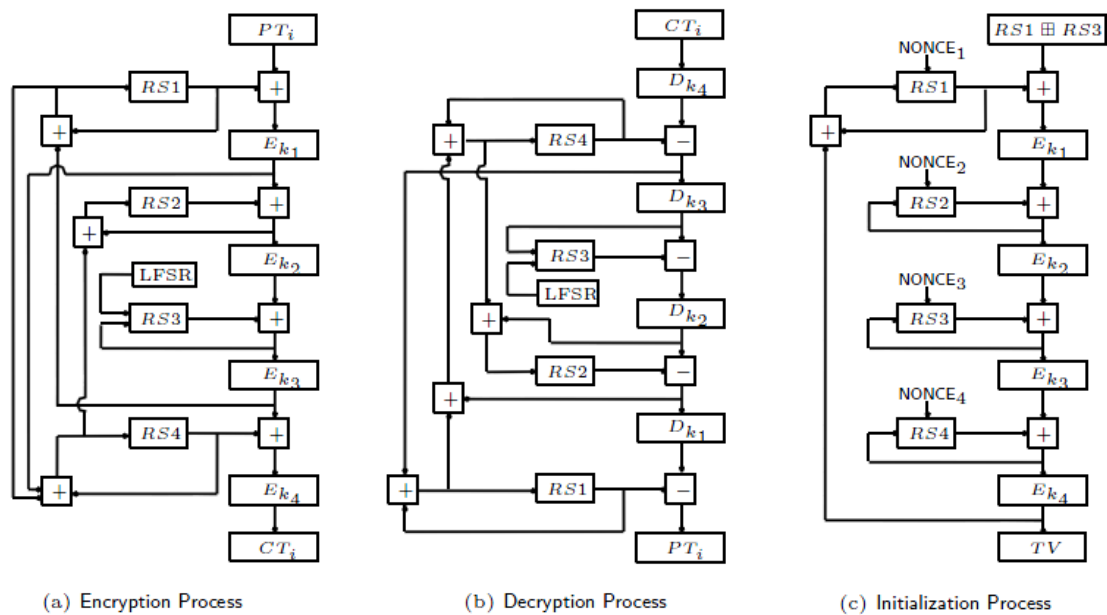 PT_i
RS1
+
+
E_k1
RS2
+
+
E_k2
LFSR
RS3
+
E_k3
RS4
+
+
E_k4
CT_i
(a) Encryption Process
CT_i
D_k4
+
RS4
−
D_k3
RS3
−
LFSR
D_k2
+
RS2
−
+
D_k1
+
RS1
−
PT_i
(b) Decryption Process
RS1 ⊞ RS3
NONCE_1
RS1
+
+
E_k1
NONCE_2
RS2
+
E_k2
NONCE_3
RS3
+
E_k3
NONCE_4
RS4
+
E_k4
TV
(c) Initialization Process